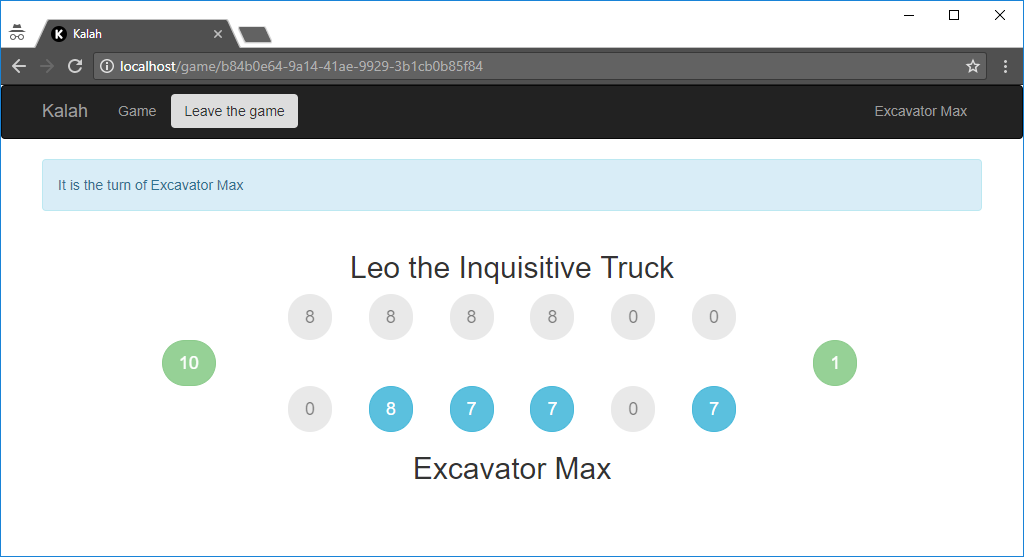 Kalah
localhost/game/b84b0e64-9a14-41ae-9929-3b1cb0b85f84
Kalah Game Leave the game Excavator Max
It is the turn of Excavator Max
Leo the Inquisitive Truck
8 8 8 8 0 0
10 1
0 8 7 7 0 7
Excavator Max